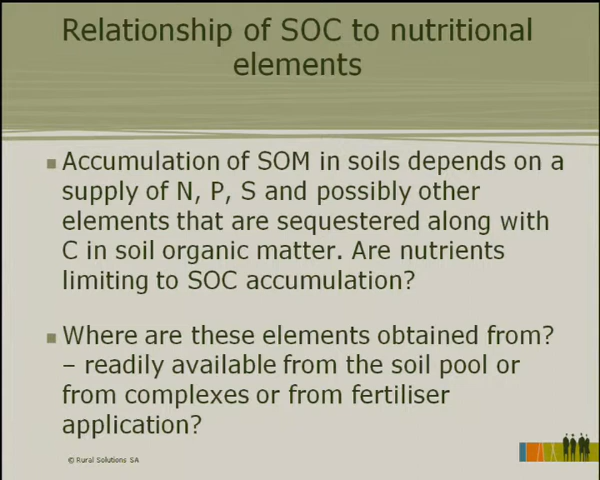 Relationship of SOC to nutritional
elements
Accumulation of SOM in soils depends on a
supply of N, P, S and possibly other
elements that are sequestered along with
C in soil organic matter. Are nutrients
limiting to SOC accumulation?
Where are these elements obtained from?
– readily available from the soil pool or
from complexes or from fertiliser
application?
© Rural Solutions SA